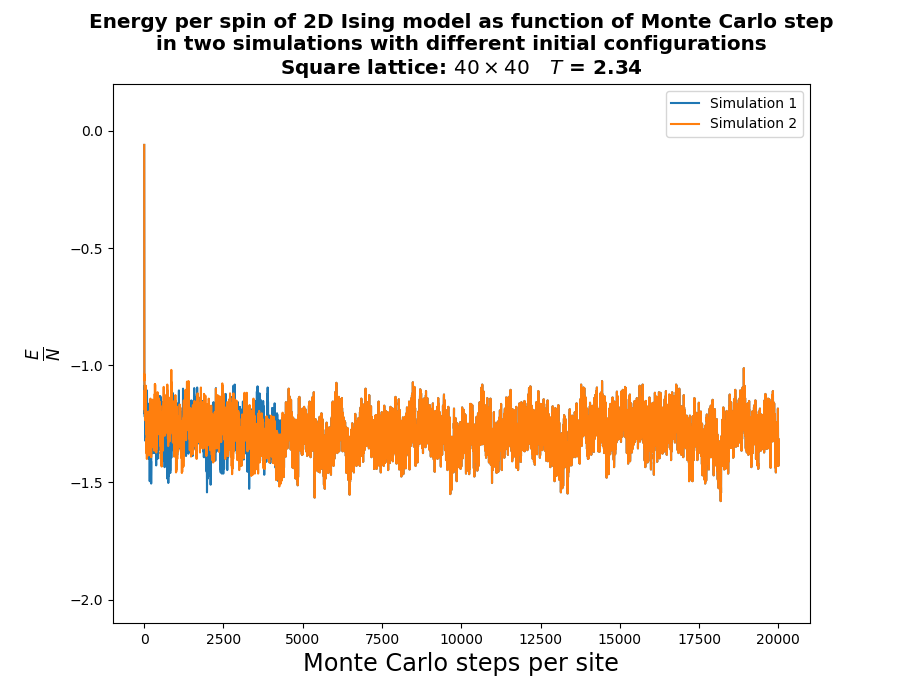 Energy per spin of 2D Ising model as function of Monte Carlo step
in two simulations with different initial configurations
Square lattice: 40 × 40 T = 2.34
Simulation 1
Simulation 2
0.0
−0.5
−1.0
−1.5
−2.0
E
N
0 2500 5000 7500 10000 12500 15000 17500 20000
Monte Carlo steps per site